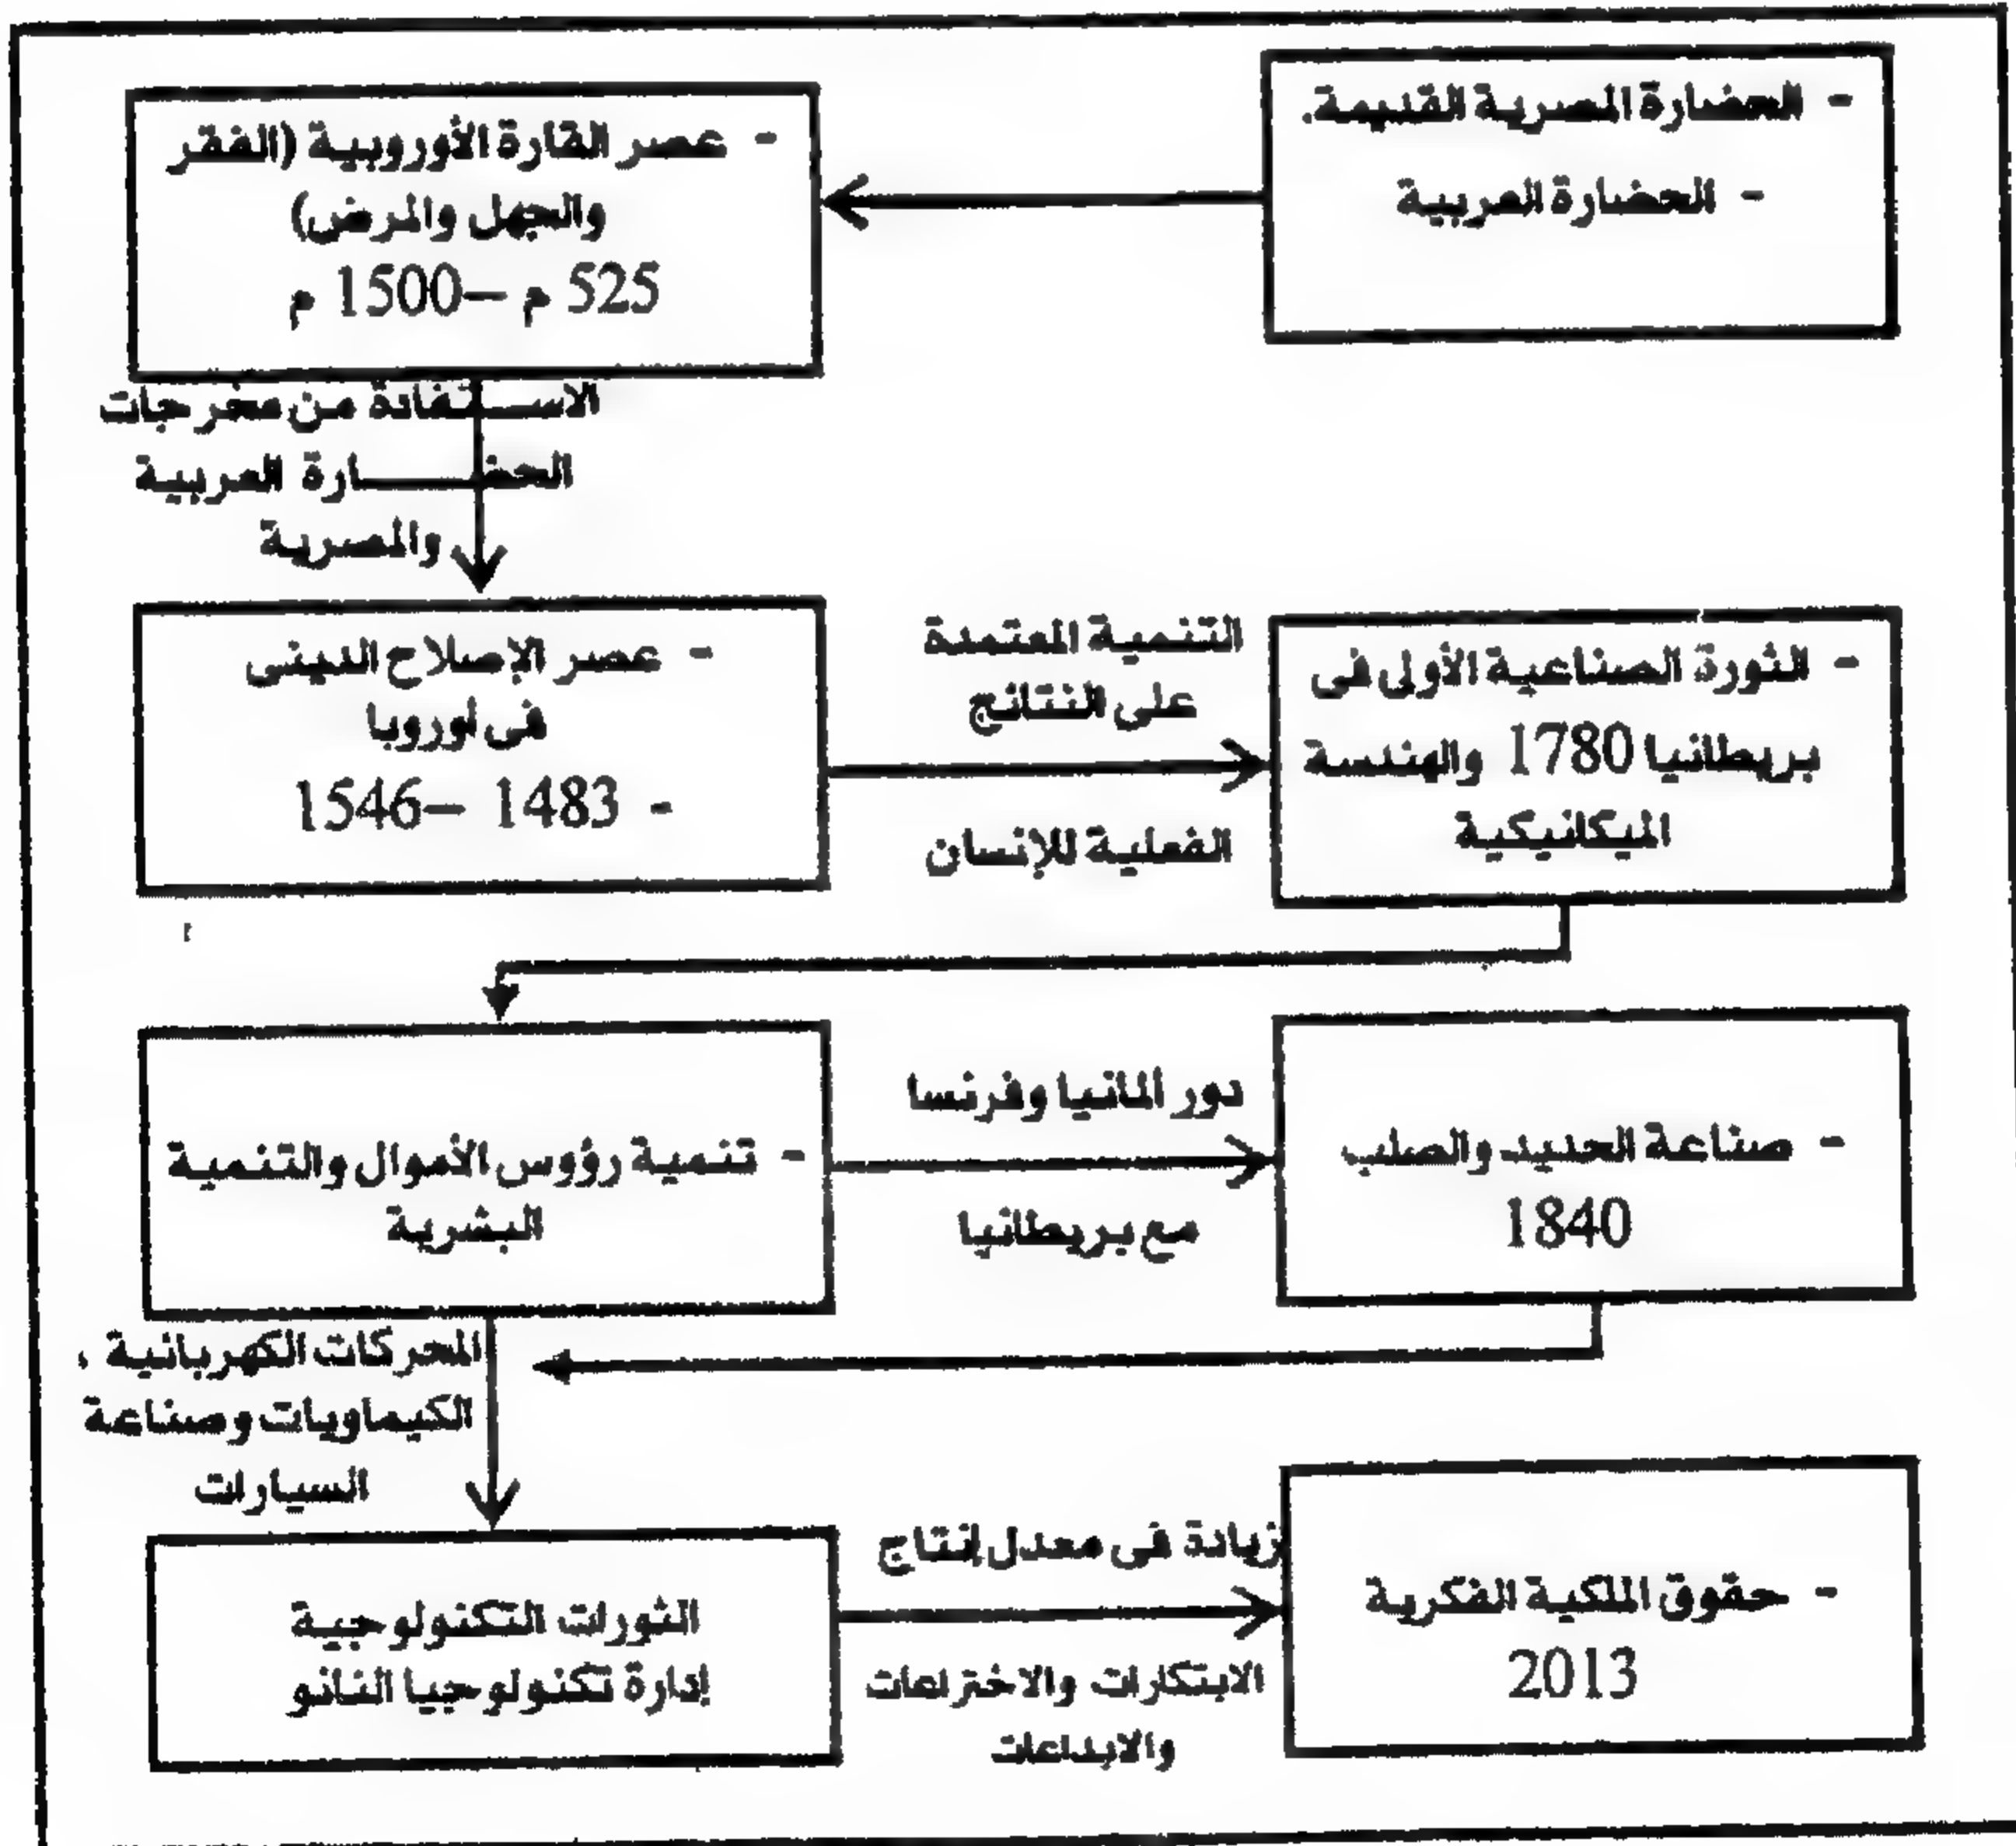 - الحضارة المصرية القديمة.
- الحضارة العربية
- عصر القارة الأوروبية (الفقر
والجهل والمرض)
525 م –1500 م
الاستفادة من مخرجات
الحضارة العربية
والمصرية
- عصر الإصلاح الدينى
فى أوروبا
- 1483 –1546
التنمية المعتمدة
على النتائج
الفعلية للإنسان
- الثورة الصناعية الأولى فى
بريطانيا 1780 والهندسة
الميكانيكية
- تنمية رؤوس الأموال والتنمية
البشرية
دور ألمانيا وفرنسا
مع بريطانيا
- صناعة الحديد والصلب
1840
المحركات الكهربائية ،
الكيماويات وصناعة
السيارات
الثورات التكنولوجية
إدارة تكنولوجيا النانو
زيادة فى معدل إنتاج
الابتكارات والاختراعات
والابداعات
- حقوق الملكية الفكرية
2013